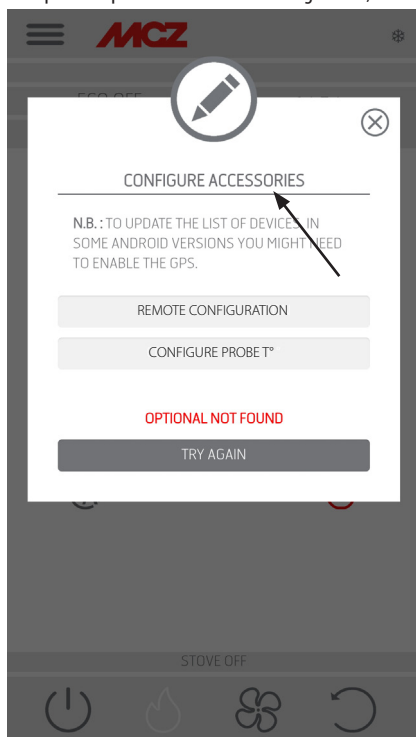 MCZ
CONFIGURE ACCESSORIES
N.B. : TO UPDATE THE LIST OF DEVICES, IN
SOME ANDROID VERSIONS YOU MIGHT NEED
TO ENABLE THE GPS.
REMOTE CONFIGURATION
CONFIGURE PROBE T°
OPTIONAL NOT FOUND
TRY AGAIN
STOVE OFF